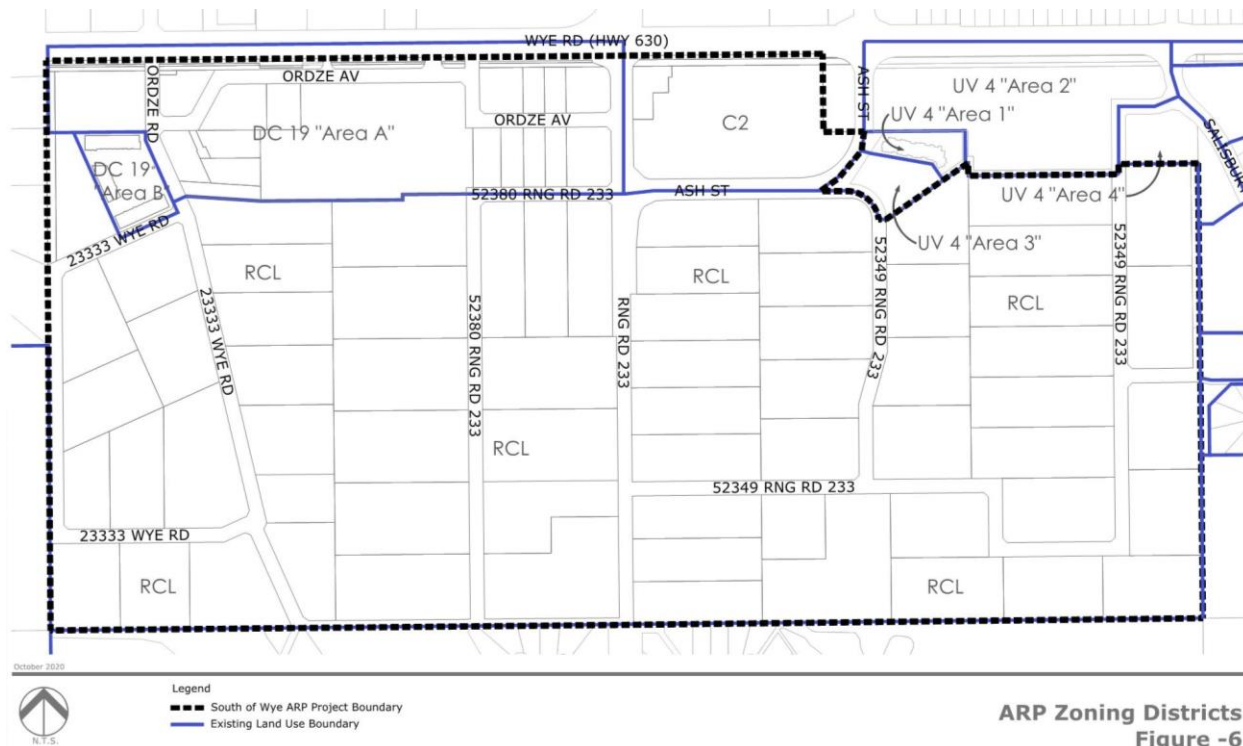 WYE RD (HWY 630)
ORDZE RD
ORDZE AV
ASH ST
UV 4 "Area 2"
UV 4 "Area 1"
ORDZE AV
C2
DC 19 "Area A"
DC 19
"Area B"
52380 RNG RD 233
ASH ST
UV 4 "Area 4"
23333 WYE RD
UV 4 "Area 3"
RCL
RCL
RCL
52349 RNG RD 233
52349 RNG RD 233
23333 WYE RD
52380 RNG RD 233
RNG RD 233
RCL
52349 RNG RD 233
23333 WYE RD
RCL
RCL
October 2020
Legend
South of Wye ARP Project Boundary
Existing Land Use Boundary
N.T.S.
ARP Zoning Districts
Figure -6